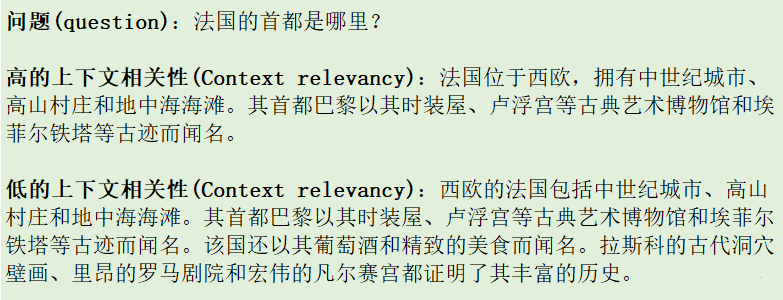 问题(question)：法国的首都是哪里？
高的上下文相关性(Context relevancy)：法国位于西欧，拥有中世纪城市、
高山村庄和地中海海滩。其首都巴黎以其时装屋、卢浮宫等古典艺术博物馆和埃
菲尔铁塔等古迹而闻名。
低的上下文相关性(Context relevancy)：西欧的法国包括中世纪城市、高山
村庄和地中海海滩。其首都巴黎以其时装屋、卢浮宫等古典艺术博物馆和埃菲尔
铁塔等古迹而闻名。该国还以其葡萄酒和精致的美食而闻名。拉斯科的古代洞穴
壁画、里昂的罗马剧院和宏伟的凡尔赛宫都证明了其丰富的历史。